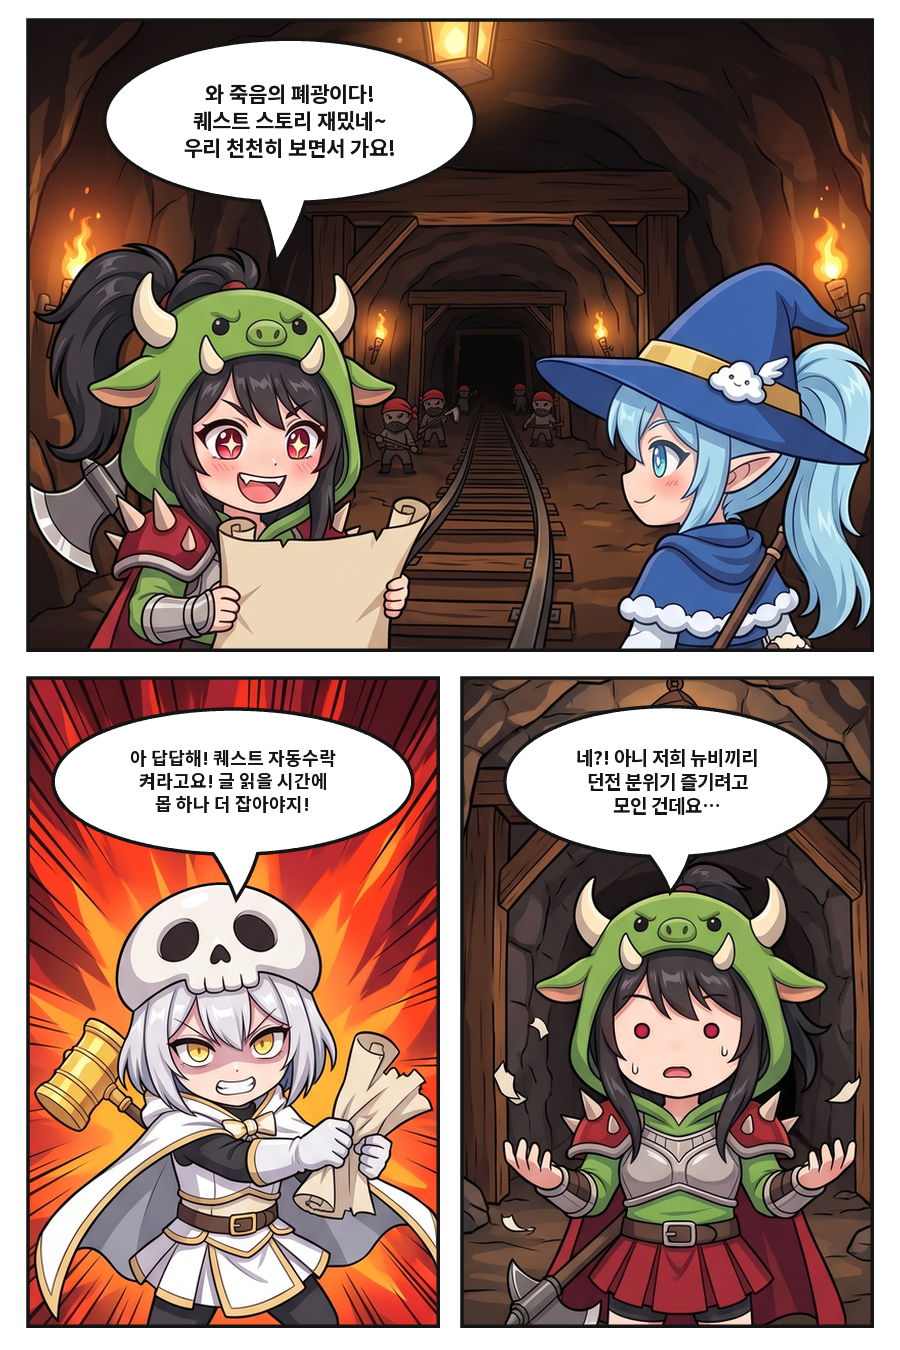 와 죽음의 폐광이다!
퀘스트 스토리 재밌네~
우리 천천히 보면서 가요!
아 답답해! 퀘스트 자동수락
켜라고요! 글 읽을 시간에
몹 하나 더 잡아야지!
네?! 아니 저희 뉴비끼리
던전 분위기 즐기려고
모인 건데요…